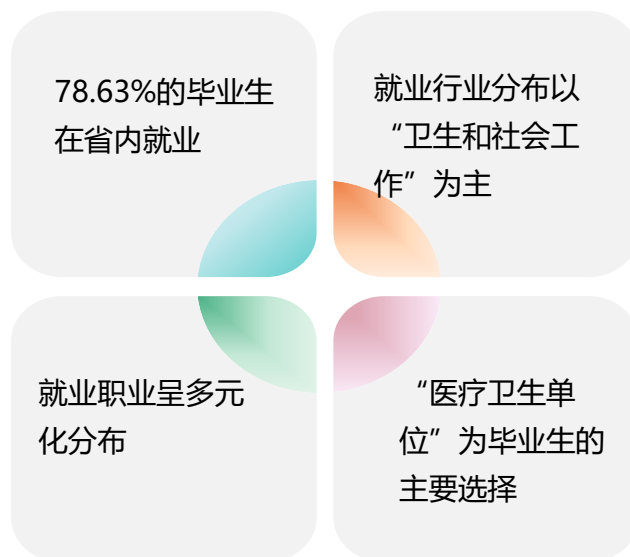 78.63%的毕业生
在省内就业
就业行业分布以
“卫生和社会工
作”为主
就业职业呈多元
化分布
“医疗卫生单
位”为毕业生的
主要选择